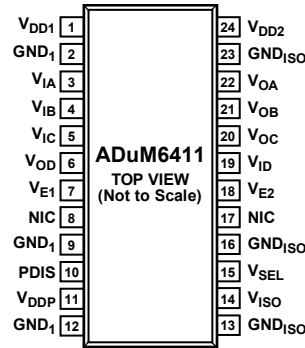 VDD1 1 24 VDD2
GND1 2 23 GNDISO
VIA 3 22 VOA
VIB 4 21 VOB
VIC 5 20 VOC
VOD 6 ADuM6411 19 VID
VE1 7 TOP VIEW 18 VE2
NIC 8 (Not to Scale) 17 NIC
GND1 9 16 GNDISO
PDIS 10 15 VSEL
VDDP 11 14 VISO
GND1 12 13 GNDISO